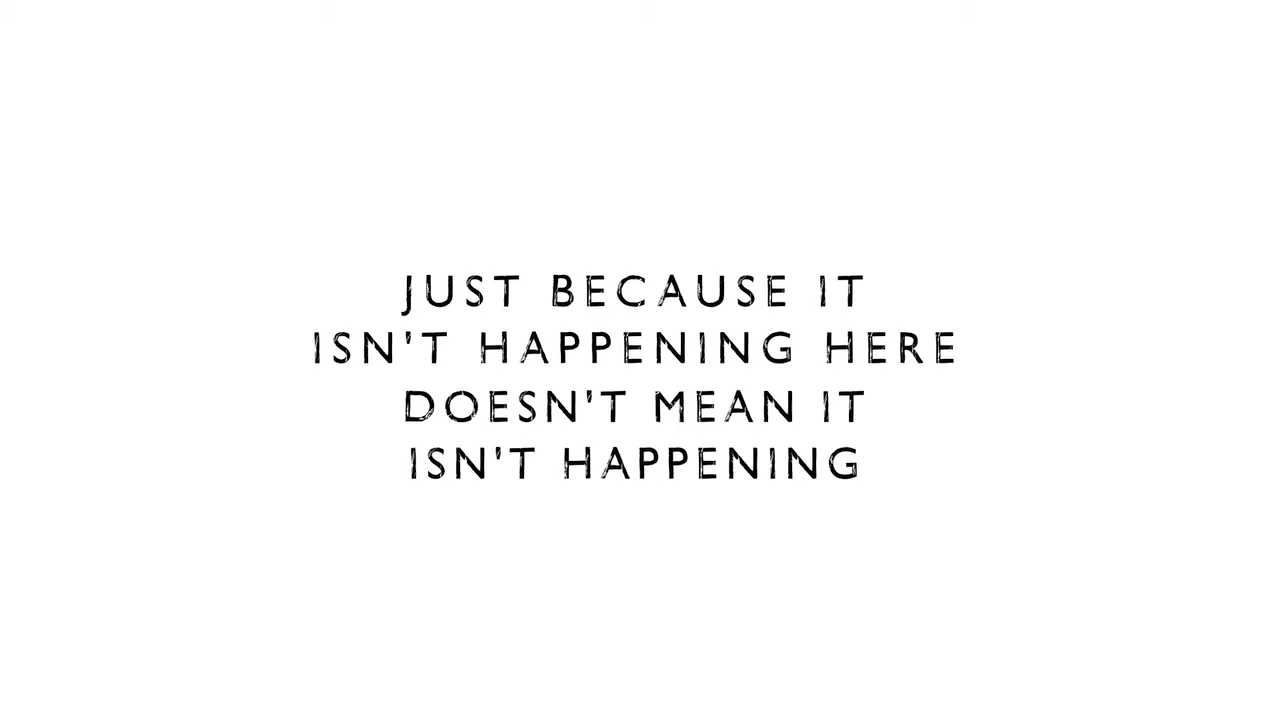 JUST BECAUSE IT
ISN'T HAPPENING HERE
DOESN'T MEAN IT
ISN'T HAPPENING